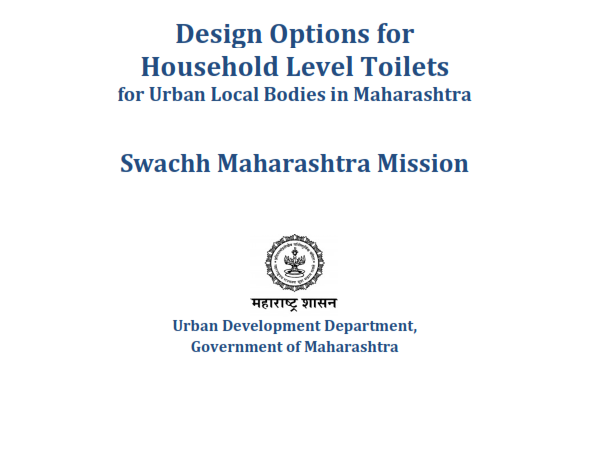 Design Options for
Household Level Toilets
for Urban Local Bodies in Maharashtra
Swachh Maharashtra Mission
महाराष्ट्र शासन
Urban Development Department,
Government of Maharashtra